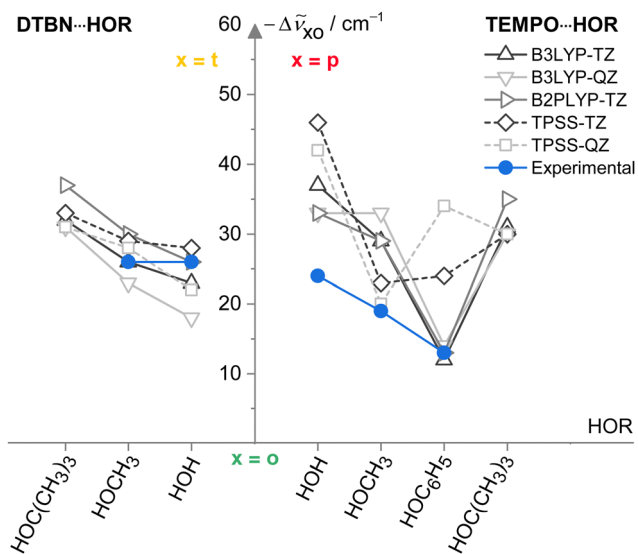 DTBN···HOR
60
−Δν̃xo / cm⁻¹
TEMPO···HOR
x = t
x = p
B3LYP-TZ
B3LYP-QZ
B2PLYP-TZ
TPSS-TZ
TPSS-QZ
Experimental
50
40
30
20
10
HOR
x = o
HOC(CH₃)₃
HOCH₃
HOH
HOH
HOCH₃
HOC₆H₅
HOC(CH₃)₃